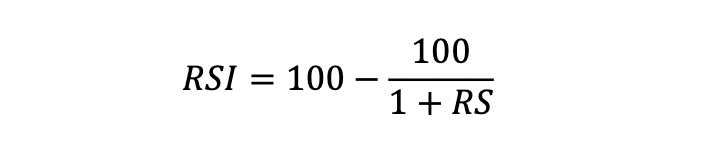 RSI = 100 − 100 / (1 + RS)